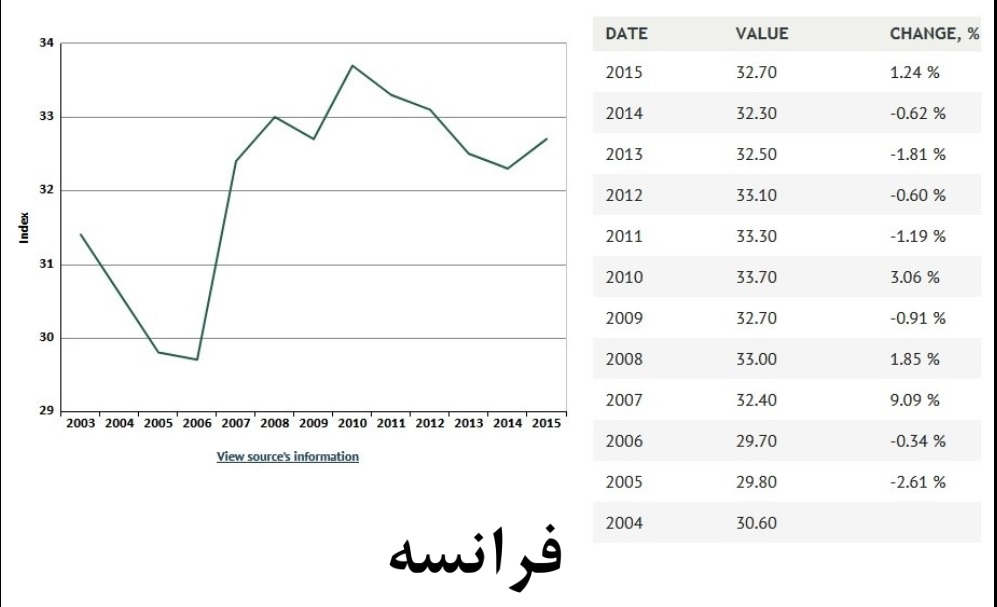 34
33
32
31
30
29
Index
2003 2004 2005 2006 2007 2008 2009 2010 2011 2012 2013 2014 2015
View source's information
DATE VALUE CHANGE, %
2015 32.70 1.24 %
2014 32.30 -0.62 %
2013 32.50 -1.81 %
2012 33.10 -0.60 %
2011 33.30 -1.19 %
2010 33.70 3.06 %
2009 32.70 -0.91 %
2008 33.00 1.85 %
2007 32.40 9.09 %
2006 29.70 -0.34 %
2005 29.80 -2.61 %
2004 30.60
فرانسه